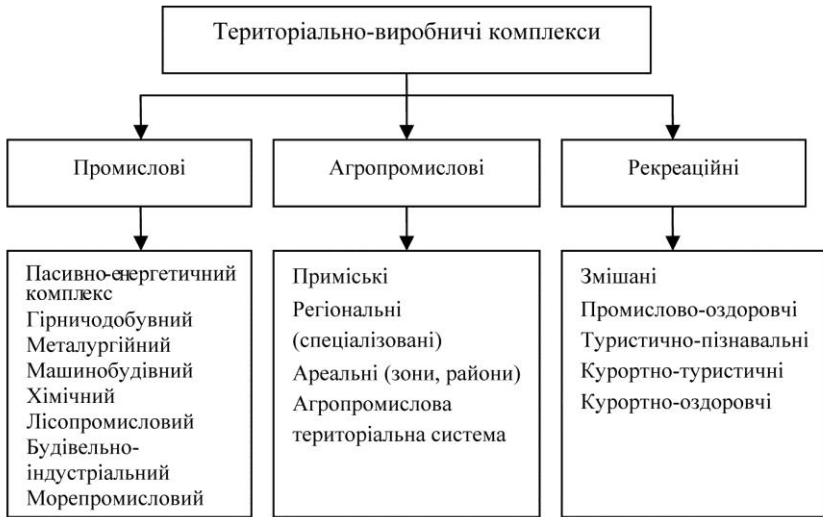 Територіально-виробничі комплекси
Промислові
Агропромислові
Рекреаційні
Пасивно-енергетичний
комплекс
Гірничодобувний
Металургійний
Машинобудівний
Хімічний
Лісопромисловий
Будівельно-
індустріальний
Морепромисловий
Приміські
Регіональні
(спеціалізовані)
Ареальні (зони, райони)
Агропромислова
територіальна система
Змішані
Промислово-оздоровчі
Туристично-пізнавальні
Курортно-туристичні
Курортно-оздоровчі